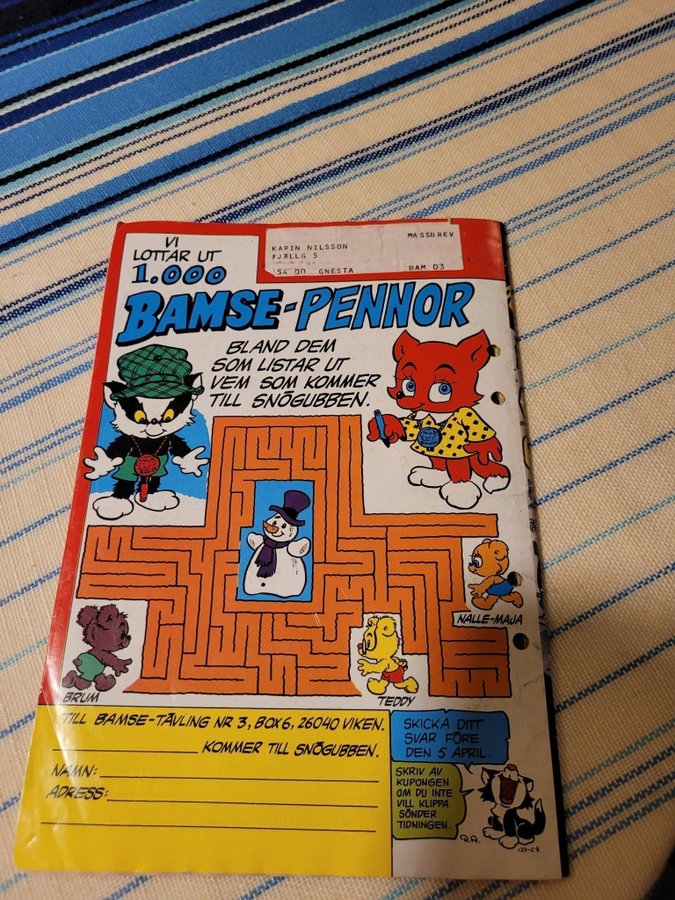 VI
LOTTAR UT
1.000
BAMSE-PENNOR
MASSBREV
KARIN NILSSON
FJÄLLG 5
GNESTA BAM 03
BLAND DEM
SOM LISTAR UT
VEM SOM KOMMER
TILL SNÖGUBBEN.
NALLE-MAJA
BRUM
TEDDY
TILL BAMSE-TÄVLING NR 3, BOX 6, 26040 VIKEN.
KOMMER TILL SNÖGUBBEN.
NAMN:
ADRESS:
SKICKA DITT
SVAR FÖRE
DEN 5 APRIL.
SKRIV AV
KUPONGEN
OM DU INTE
VILL KLIPPA
SÖNDER
TIDNINGEN.